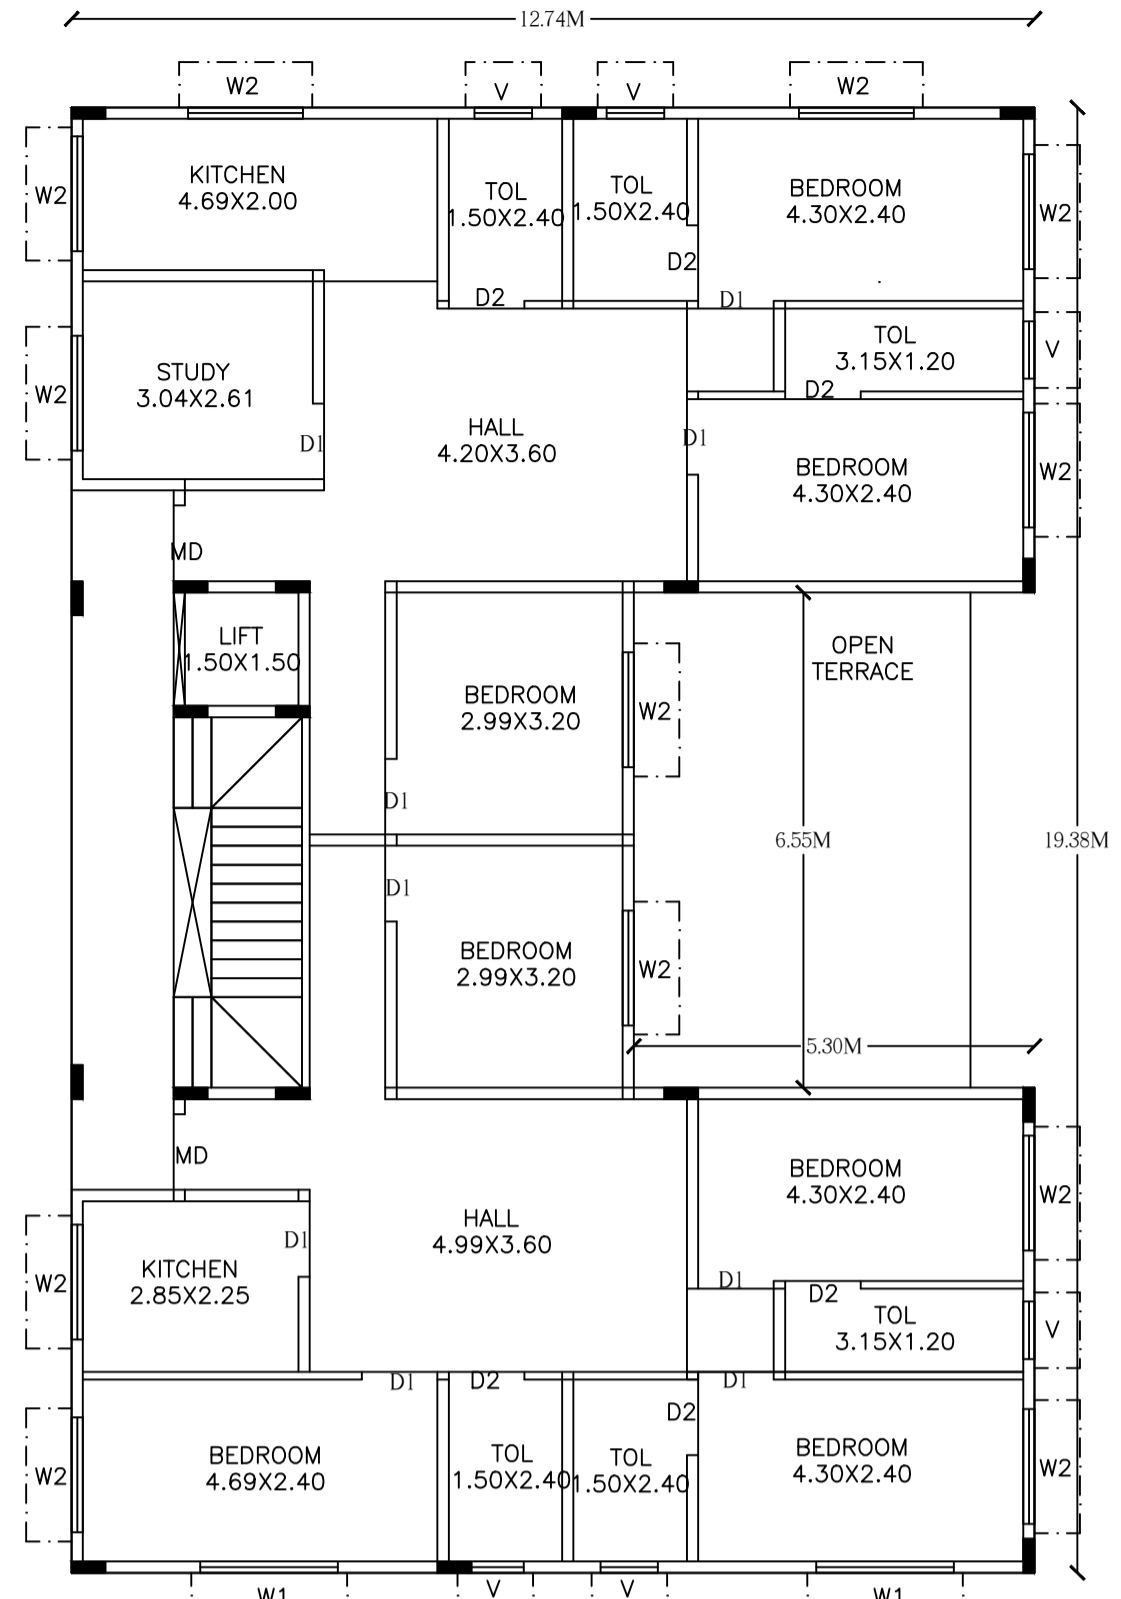 12.74M
W2
V
V
W2
KITCHEN
4.69X2.00
TOL
1.50X2.40
TOL
1.50X2.40
BEDROOM
4.30X2.40
W2
W2
D2
D2
D1
TOL
3.15X1.20
V
D2
STUDY
3.04X2.61
W2
D1
HALL
4.20X3.60
D1
BEDROOM
4.30X2.40
W2
MD
LIFT
1.50X1.50
OPEN
TERRACE
BEDROOM
2.99X3.20
W2
D1
6.55M
19.38M
D1
BEDROOM
2.99X3.20
W2
5.30M
MD
BEDROOM
4.30X2.40
W2
HALL
4.99X3.60
D1
KITCHEN
2.85X2.25
W2
D1
D2
TOL
3.15X1.20
V
D1
D2
D1
D2
BEDROOM
4.69X2.40
W2
TOL
1.50X2.40
TOL
1.50X2.40
BEDROOM
4.30X2.40
W2
W1
V
V
W1